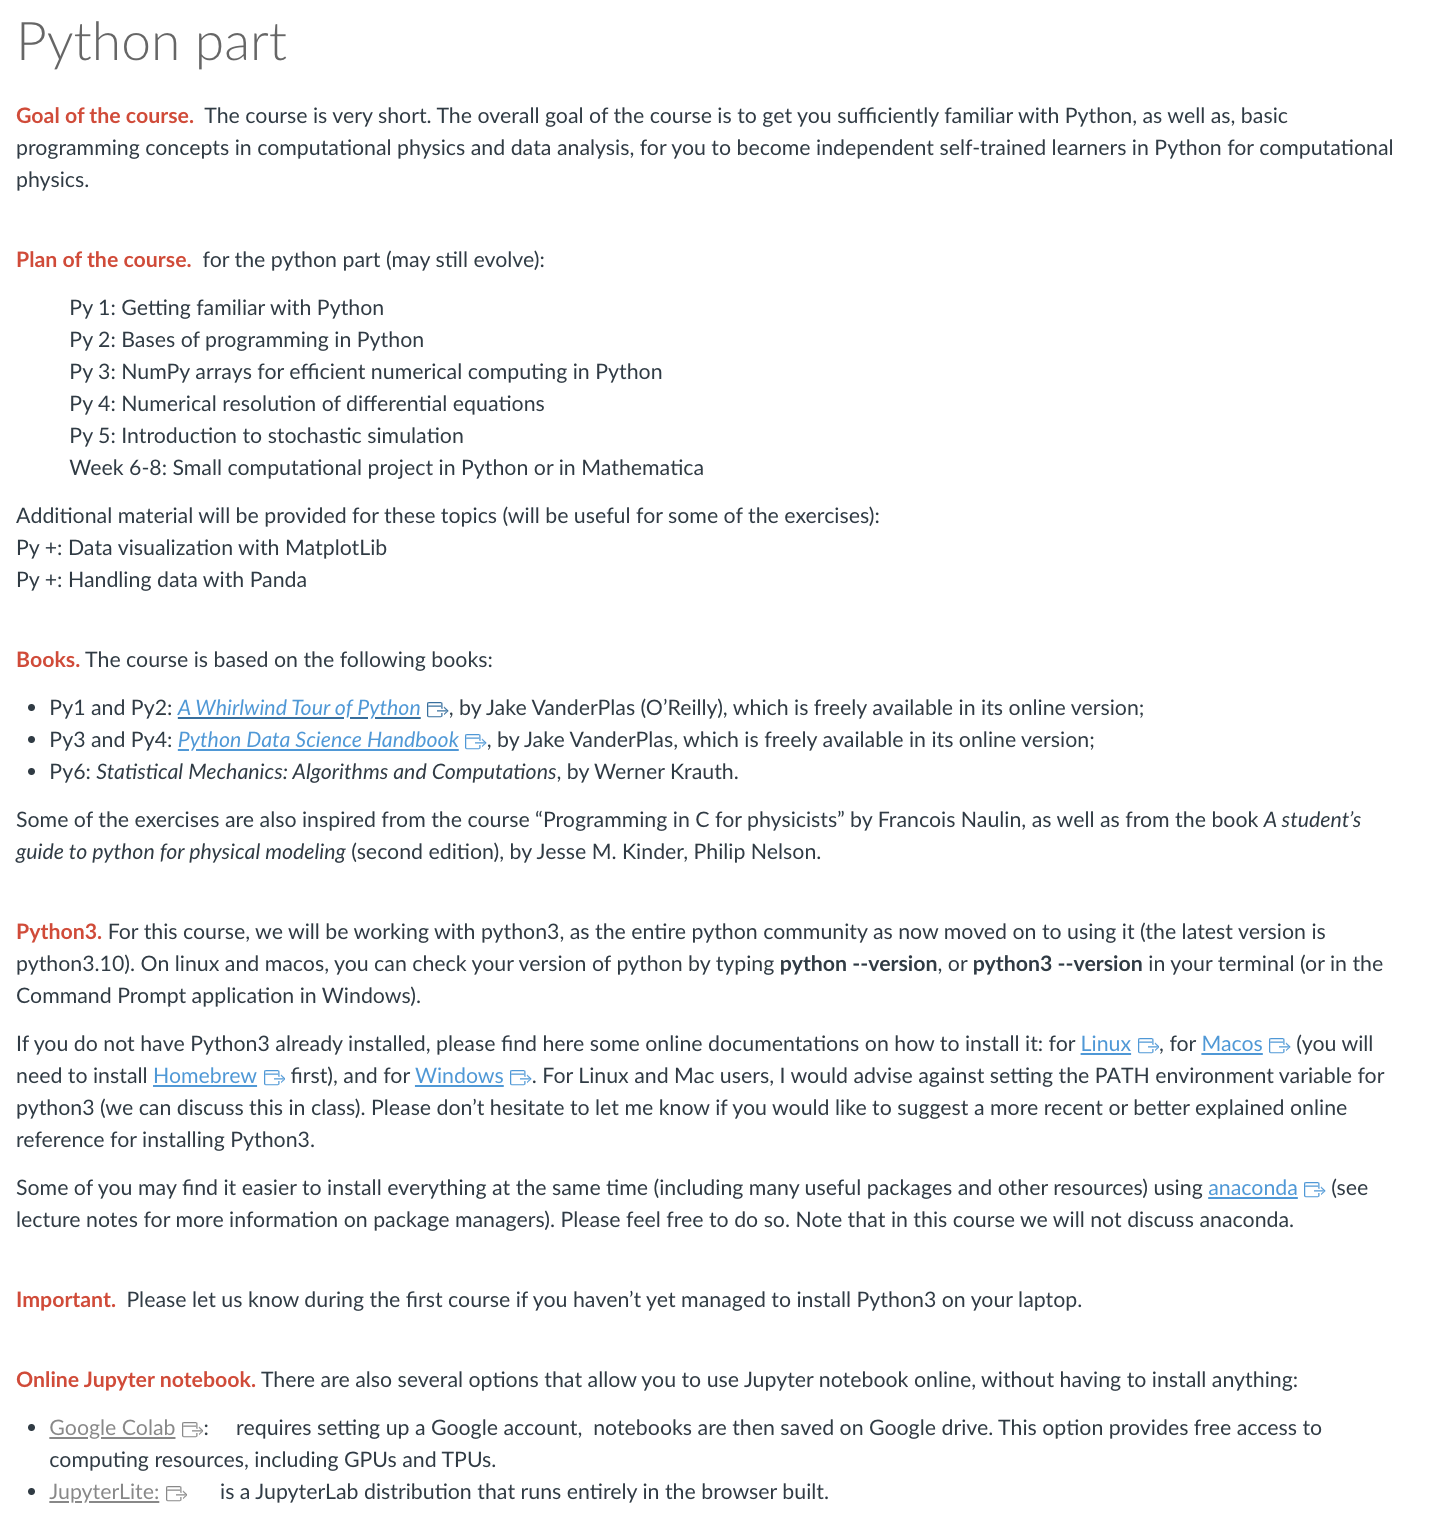 Python part
Goal of the course. The course is very short. The overall goal of the course is to get you sufficiently familiar with Python, as well as, basic
programming concepts in computational physics and data analysis, for you to become independent self-trained learners in Python for computational
physics.
Plan of the course. for the python part (may still evolve):
Py 1: Getting familiar with Python
Py 2: Bases of programming in Python
Py 3: NumPy arrays for efficient numerical computing in Python
Py 4: Numerical resolution of differential equations
Py 5: Introduction to stochastic simulation
Week 6-8: Small computational project in Python or in Mathematica
Additional material will be provided for these topics (will be useful for some of the exercises):
Py +: Data visualization with MatplotLib
Py +: Handling data with Panda
Books. The course is based on the following books:
• Py1 and Py2: A Whirlwind Tour of Python, by Jake VanderPlas (O’Reilly), which is freely available in its online version;
• Py3 and Py4: Python Data Science Handbook, by Jake VanderPlas, which is freely available in its online version;
• Py6: Statistical Mechanics: Algorithms and Computations, by Werner Krauth.
Some of the exercises are also inspired from the course “Programming in C for physicists” by Francois Naulin, as well as from the book A student’s
guide to python for physical modeling (second edition), by Jesse M. Kinder, Philip Nelson.
Python3. For this course, we will be working with python3, as the entire python community as now moved on to using it (the latest version is
python3.10). On linux and macos, you can check your version of python by typing python --version, or python3 --version in your terminal (or in the
Command Prompt application in Windows).
If you do not have Python3 already installed, please find here some online documentations on how to install it: for Linux, for Macos (you will
need to install Homebrew first), and for Windows. For Linux and Mac users, I would advise against setting the PATH environment variable for
python3 (we can discuss this in class). Please don’t hesitate to let me know if you would like to suggest a more recent or better explained online
reference for installing Python3.
Some of you may find it easier to install everything at the same time (including many useful packages and other resources) using anaconda (see
lecture notes for more information on package managers). Please feel free to do so. Note that in this course we will not discuss anaconda.
Important. Please let us know during the first course if you haven’t yet managed to install Python3 on your laptop.
Online Jupyter notebook. There are also several options that allow you to use Jupyter notebook online, without having to install anything:
• Google Colab: requires setting up a Google account, notebooks are then saved on Google drive. This option provides free access to
computing resources, including GPUs and TPUs.
• JupyterLite: is a JupyterLab distribution that runs entirely in the browser built.